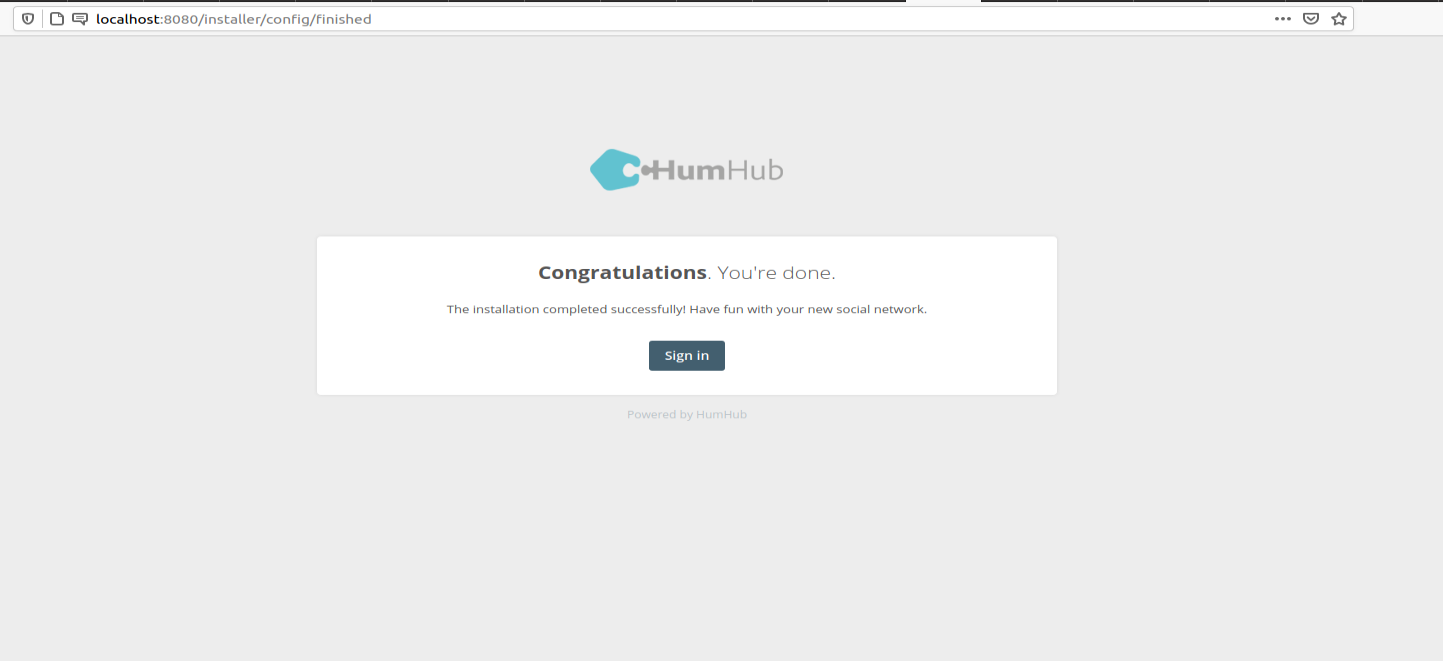 localhost:8080/installer/config/finished
HumHub
Congratulations. You're done.
The installation completed successfully! Have fun with your new social network.
Sign in
Powered by HumHub